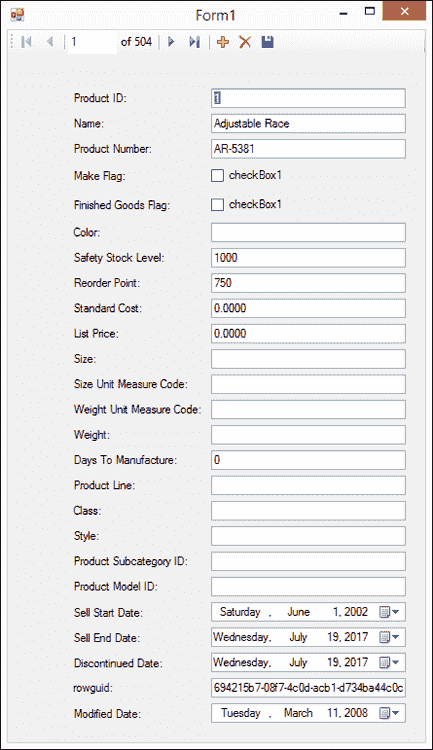 Form1
1 of 504
Product ID: 1
Name: Adjustable Race
Product Number: AR-5381
Make Flag: checkBox1
Finished Goods Flag: checkBox1
Color:
Safety Stock Level: 1000
Reorder Point: 750
Standard Cost: 0.0000
List Price: 0.0000
Size:
Size Unit Measure Code:
Weight Unit Measure Code:
Weight:
Days To Manufacture: 0
Product Line:
Class:
Style:
Product Subcategory ID:
Product Model ID:
Sell Start Date: Saturday , June 1, 2002
Sell End Date: Wednesday, July 19, 2017
Discontinued Date: Wednesday, July 19, 2017
rowguid: 694215b7-08f7-4c0d-acb1-d734ba44c0c
Modified Date: Tuesday , March 11, 2008